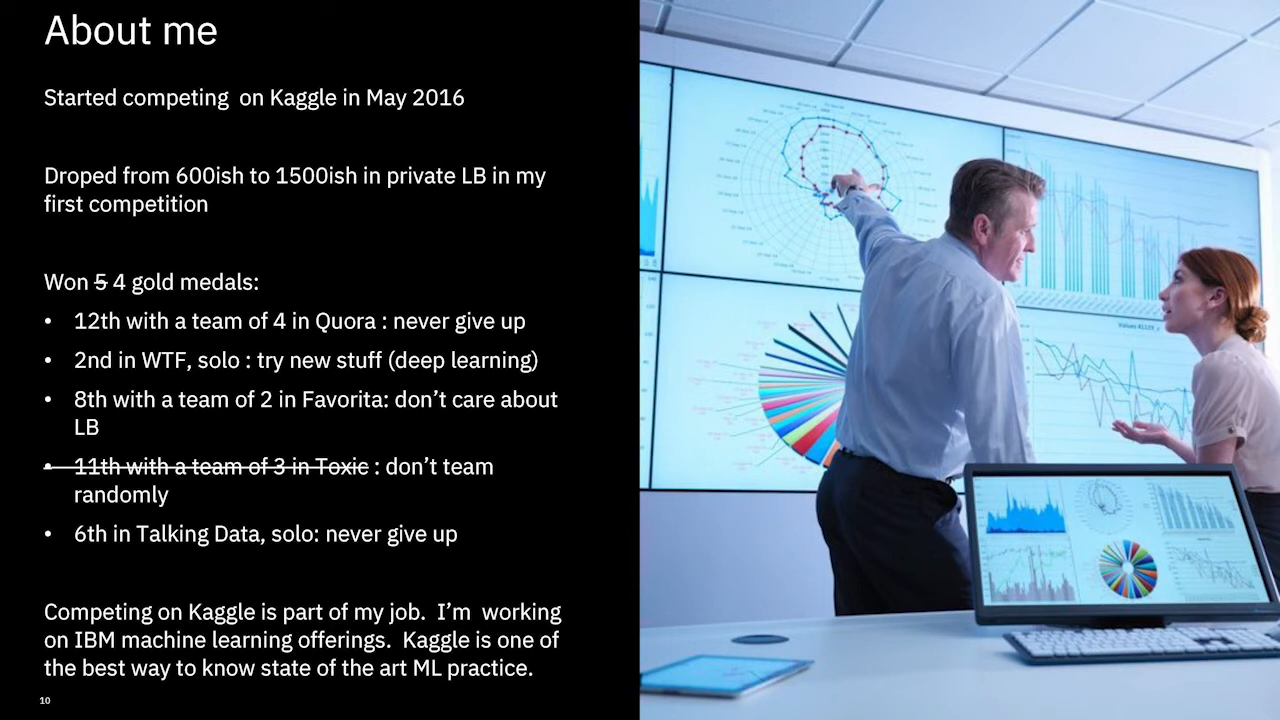 About me
Started competing on Kaggle in May 2016
Droped from 600ish to 1500ish in private LB in my
first competition
Won 5 4 gold medals:
• 12th with a team of 4 in Quora : never give up
• 2nd in WTF, solo : try new stuff (deep learning)
• 8th with a team of 2 in Favorita: don’t care about
LB
• 11th with a team of 3 in Toxic : don’t team
randomly
• 6th in Talking Data, solo: never give up
Competing on Kaggle is part of my job. I’m working
on IBM machine learning offerings. Kaggle is one of
the best way to know state of the art ML practice.
10